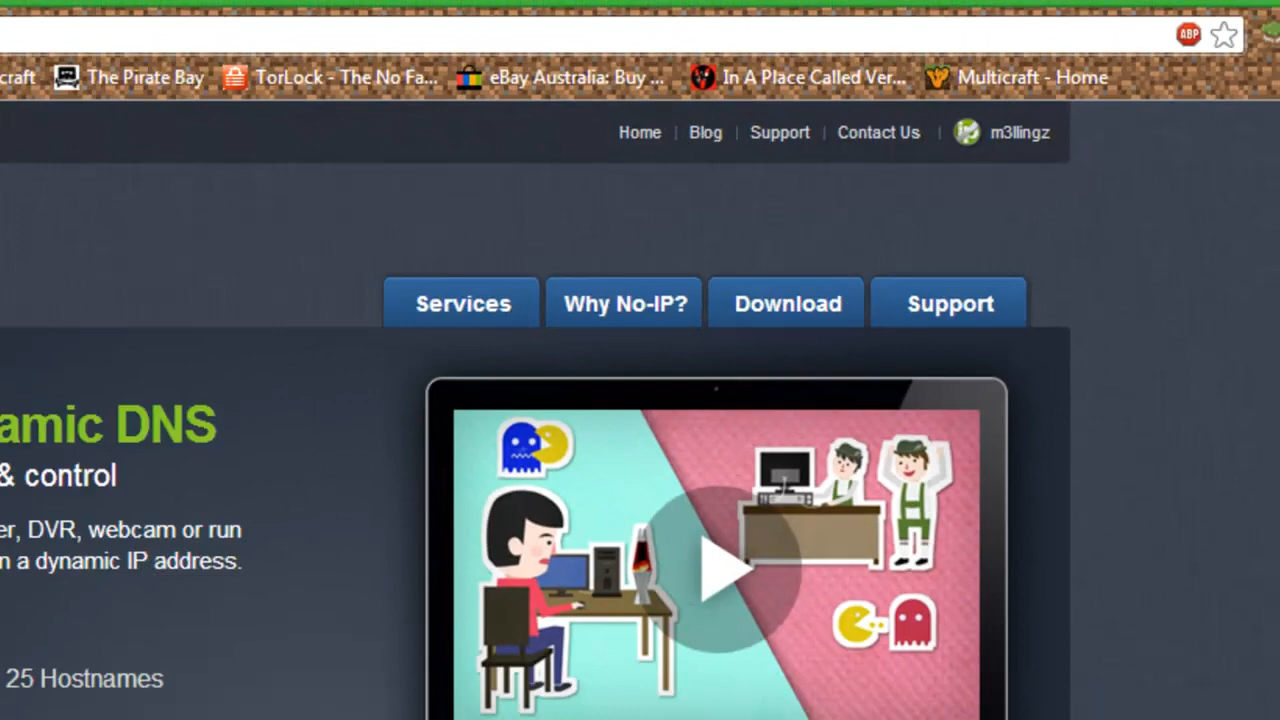 ABP
craft The Pirate Bay TorLock - The No Fa... eBay Australia: Buy ... In A Place Called Ver... Multicraft - Home
Home | Blog | Support | Contact Us | m3llingz
Services Why No-IP? Download Support
amic DNS
& control
er, DVR, webcam or run
n a dynamic IP address.
25 Hostnames